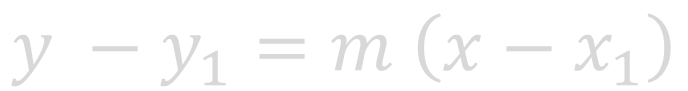 y − y₁ = m (x − x₁)